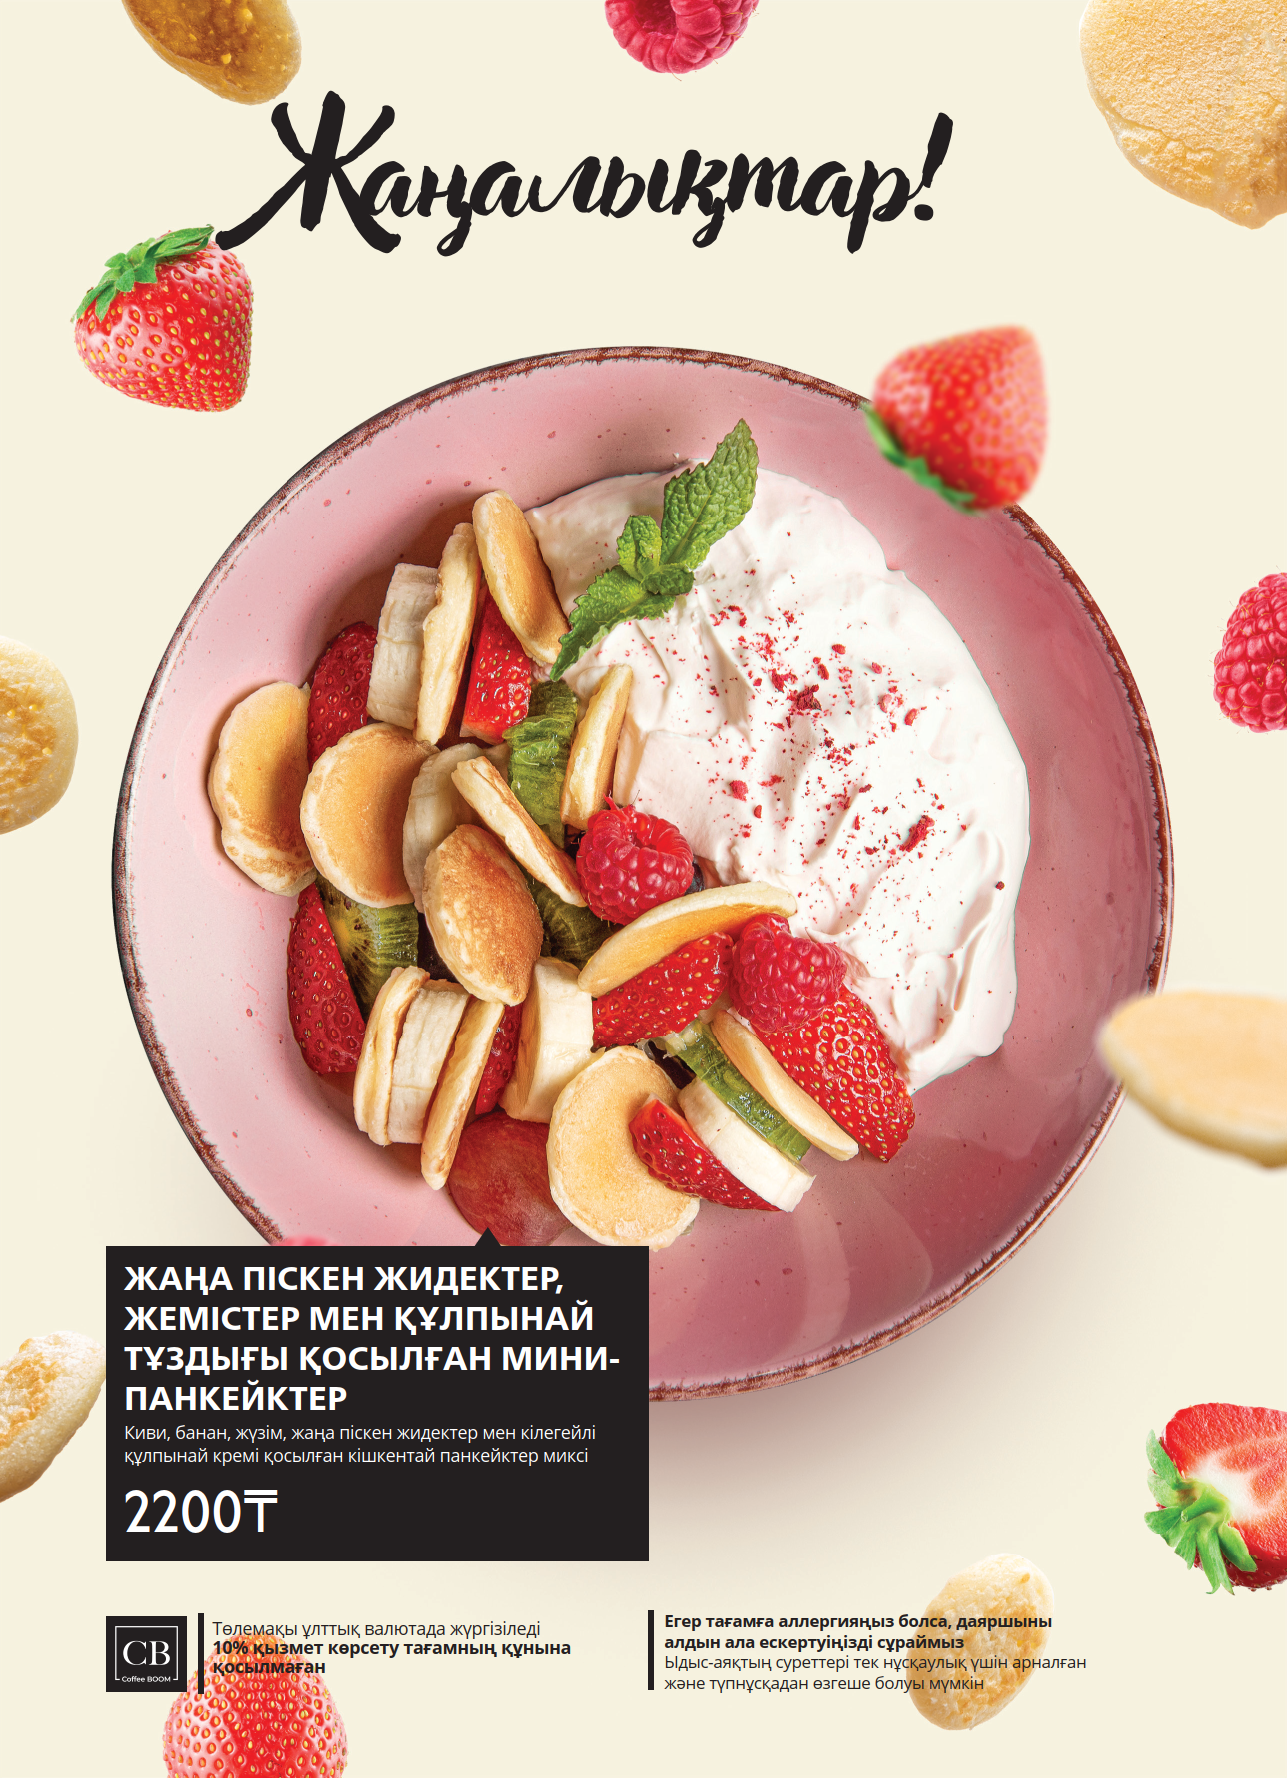 Жаңалықтар!
ЖАҢА ПІСКЕН ЖИДЕКТЕР,
ЖЕМІСТЕР МЕН ҚҰЛПЫНАЙ
ТҰЗДЫҒЫ ҚОСЫЛҒАН МИНИ-
ПАНКЕЙКТЕР
Киви, банан, жүзім, жаңа піскен жидектер мен кілегейлі
құлпынай кремі қосылған кішкентай панкейктер миксі
2200₸
CB
Coffee BOOM
Төлемақы ұлттық валютада жүргізіледі
10% қызмет көрсету тағамның құнына
қосылмаған
Егер тағамға аллергияңыз болса, даяршыны
алдын ала ескертуіңізді сұраймыз
Ыдыс-аяқтың суреттері тек нұсқаулық үшін арналған
және түпнұсқадан өзгеше болуы мүмкін